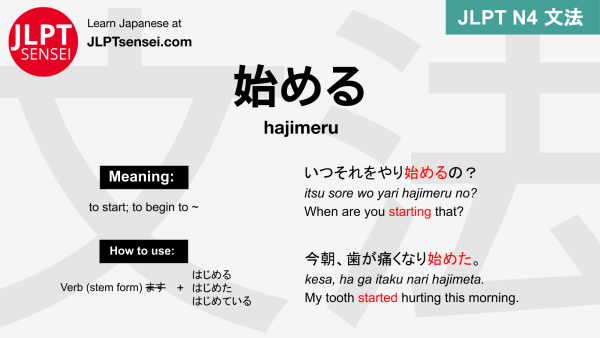 JLPT
SENSEI
Learn Japanese at
JLPTsensei.com
JLPT N4 文法
文法
始める
hajimeru
Meaning:
to start; to begin to ~
How to use:
Verb (stem form) ます +
はじめる
はじめた
はじめている
いつそれをやり始めるの？
itsu sore wo yari hajimeru no?
When are you starting that?
今朝、歯が痛くなり始めた。
kesa, ha ga itaku nari hajimeta.
My tooth started hurting this morning.